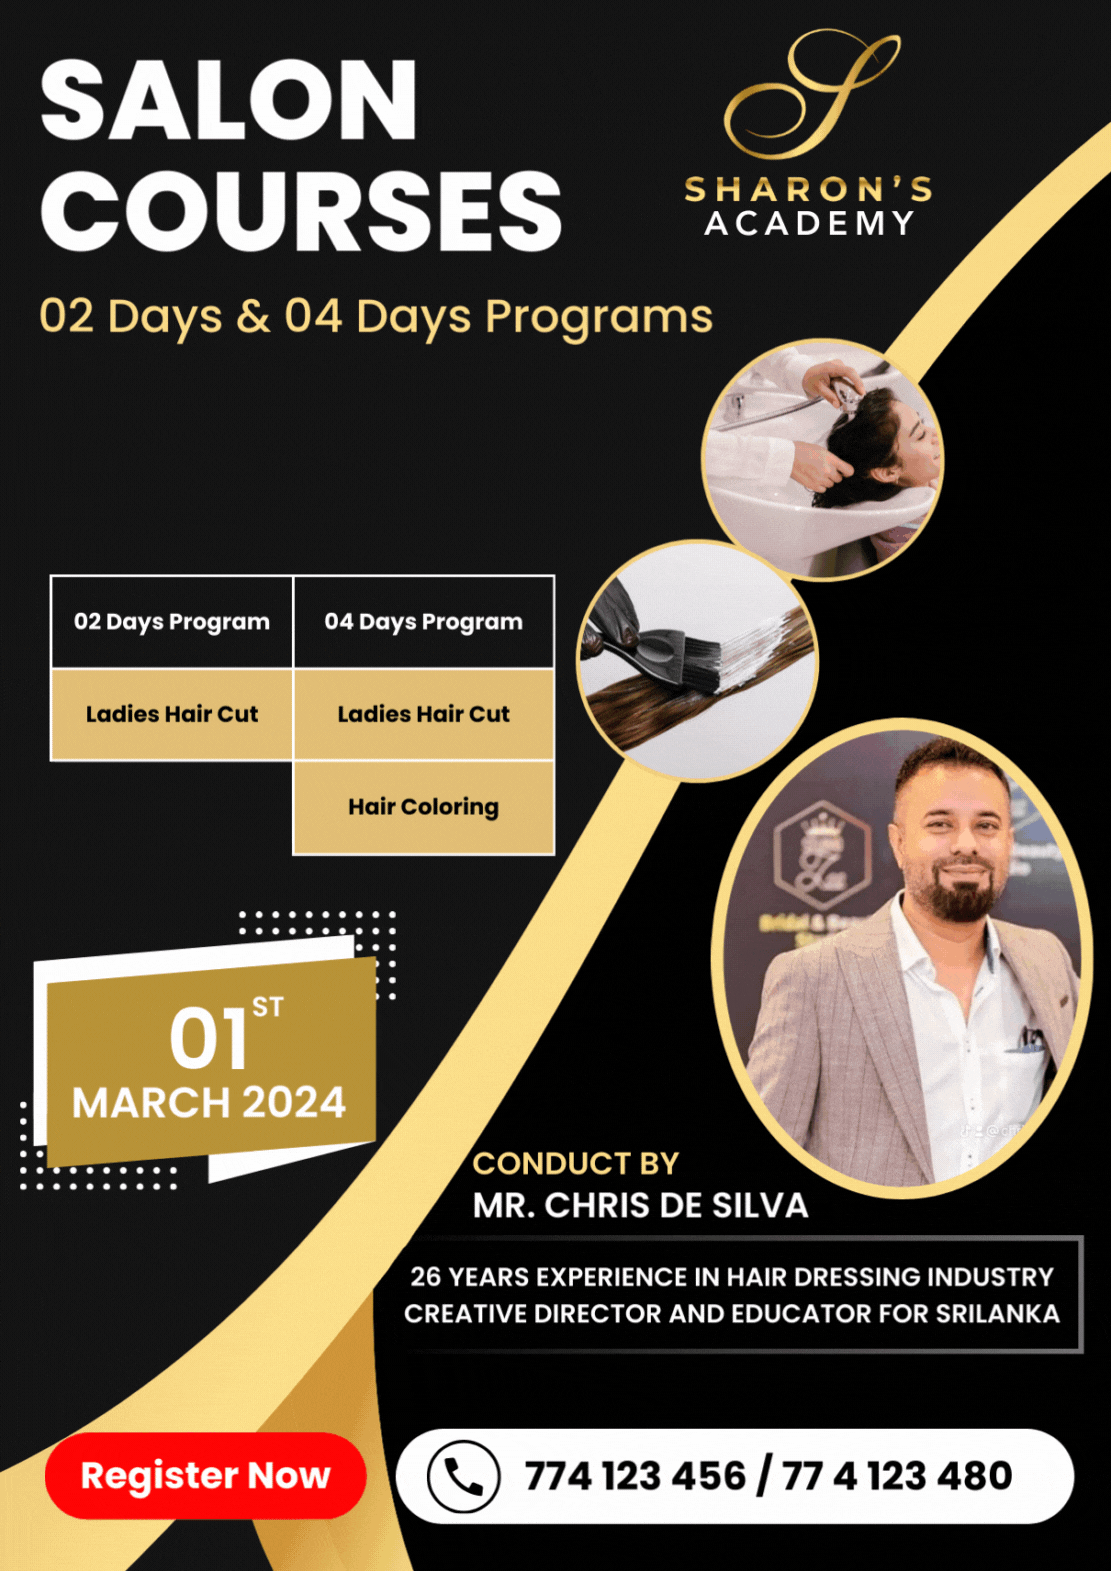 SALON
COURSES
SHARON'S
ACADEMY
02 Days & 04 Days Programs
02 Days Program
04 Days Program
Ladies Hair Cut
Ladies Hair Cut
Hair Coloring
01ST
MARCH 2024
CONDUCT BY
MR. CHRIS DE SILVA
26 YEARS EXPERIENCE IN HAIR DRESSING INDUSTRY
CREATIVE DIRECTOR AND EDUCATOR FOR SRILANKA
Register Now
774 123 456 / 77 4 123 480